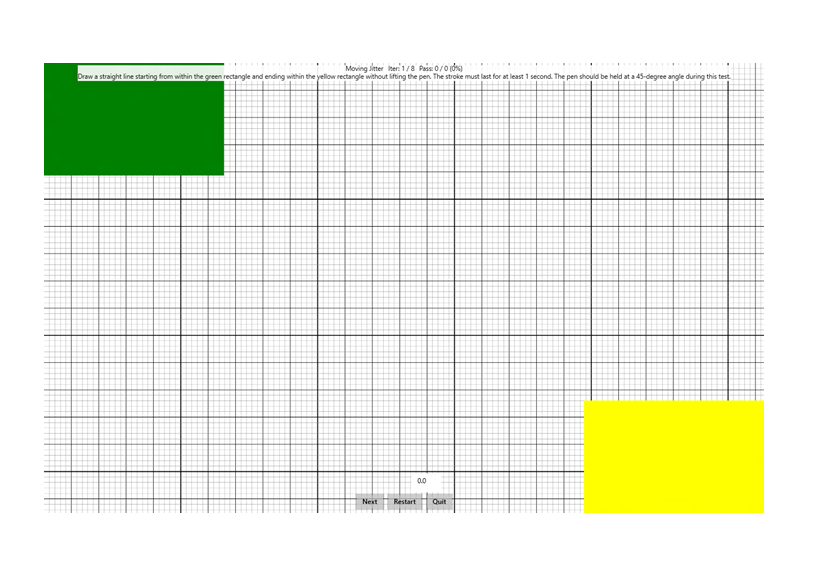 Moving Jitter Iter: 1 / 8 Pass: 0 / 0 (0%)
Draw a straight line starting from within the green rectangle and ending within the yellow rectangle without lifting the pen. The stroke must last for at least 1 second. The pen should be held at a 45-degree angle during this test.
0.0
Next Restart Quit